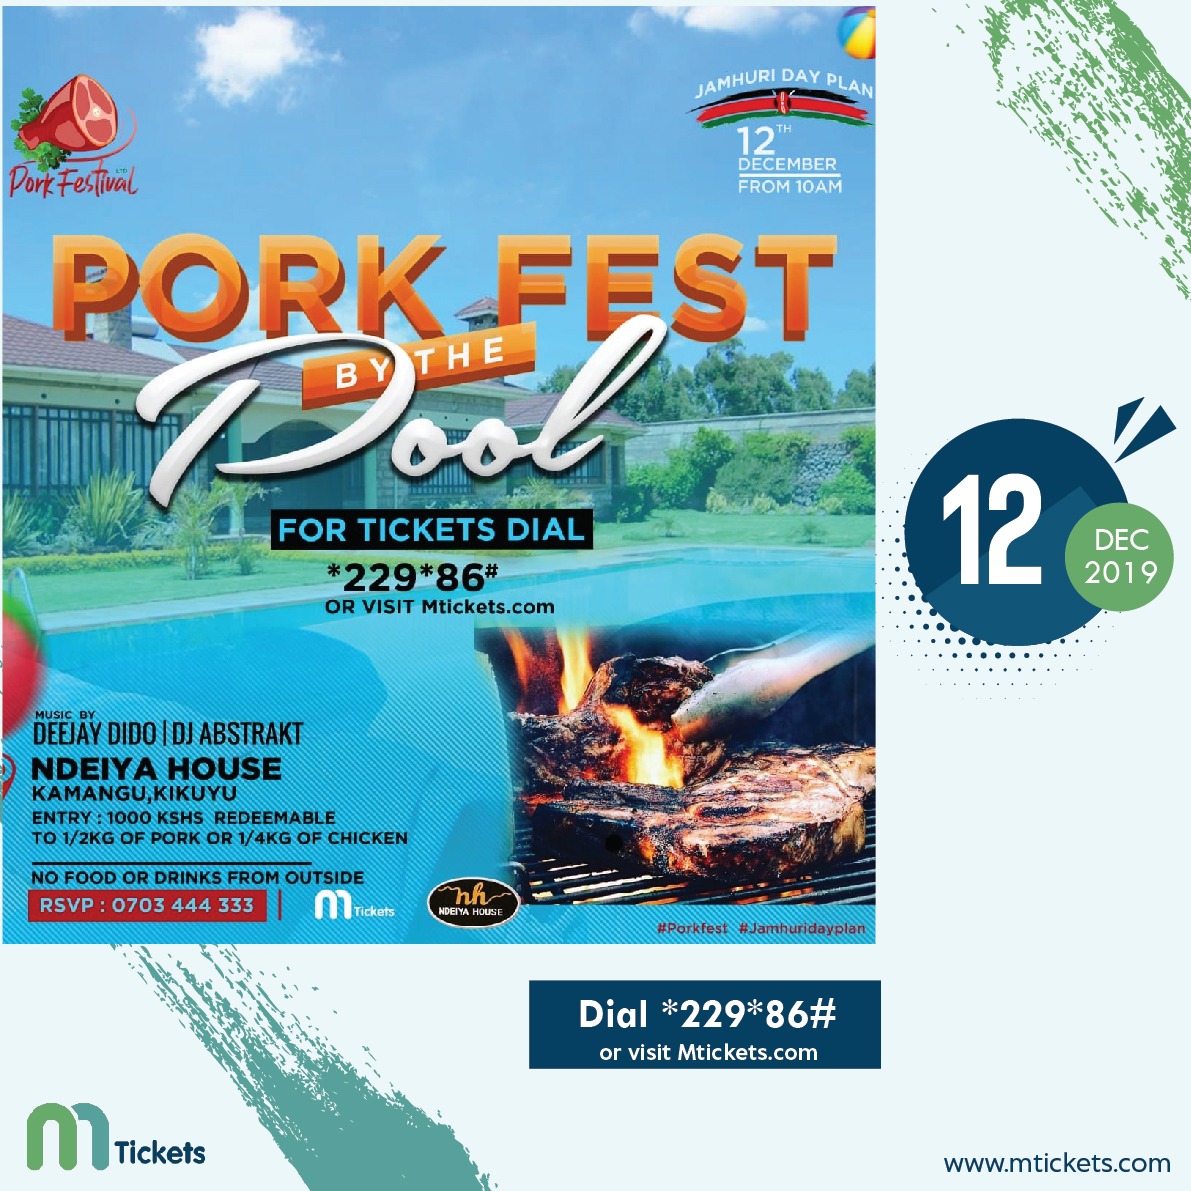 Pork Festival
LTD
JAMHURI DAY PLAN
12TH
DECEMBER
FROM 10AM
PORK FEST
BY THE
Pool
FOR TICKETS DIAL
*229*86#
OR VISIT Mtickets.com
12
DEC
2019
MUSIC BY
DEEJAY DIDO | DJ ABSTRAKT
NDEIYA HOUSE
KAMANGU,KIKUYU
ENTRY : 1000 KSHS REDEEMABLE
TO 1/2KG OF PORK OR 1/4KG OF CHICKEN
NO FOOD OR DRINKS FROM OUTSIDE
RSVP : 0703 444 333
m Tickets
nh
NDEIYA HOUSE
#Porkfest #Jamhuridayplan
Dial *229*86#
or visit Mtickets.com
m Tickets
www.mtickets.com